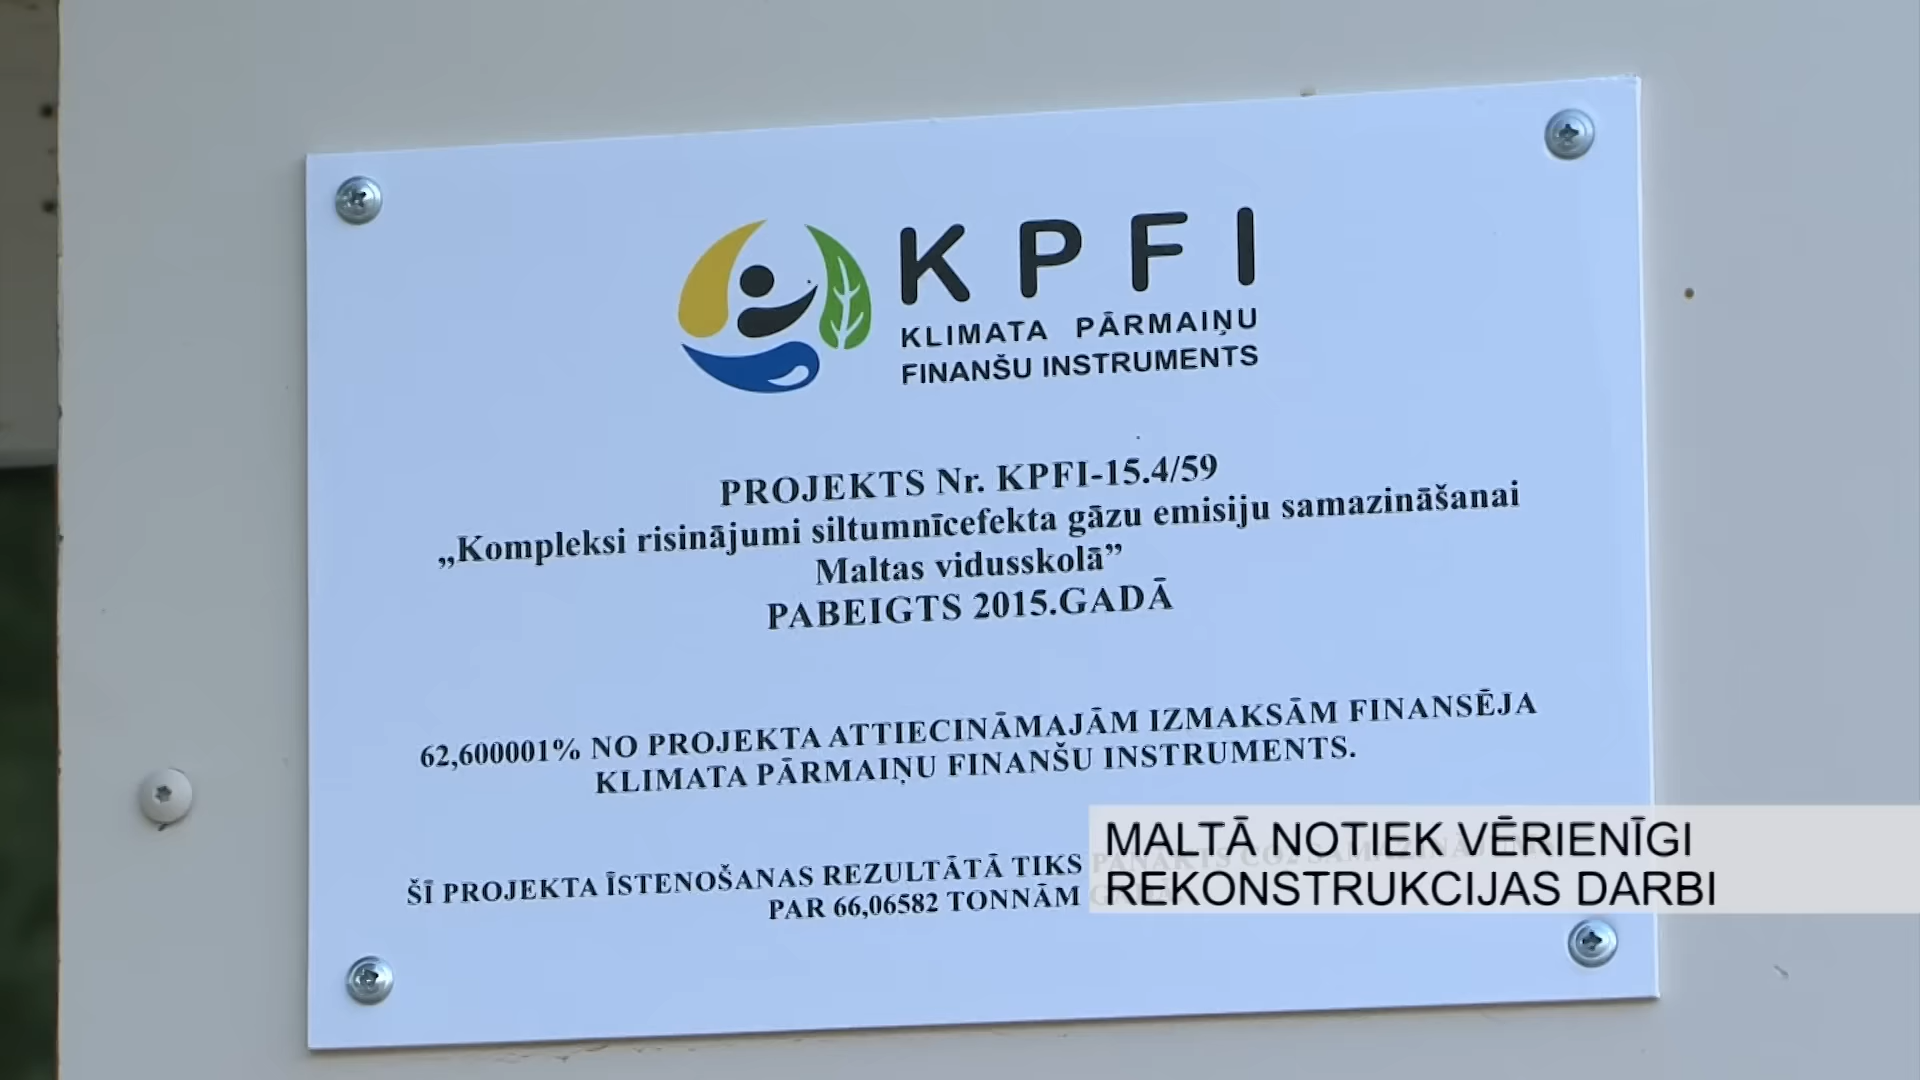 KPFI
KLIMATA PĀRMAIŅU
FINANŠU INSTRUMENTS
PROJEKTS Nr. KPFI-15.4/59
„Kompleksi risinājumi siltumnīcefekta gāzu emisiju samazināšanai
Maltas vidusskolā”
PABEIGTS 2015.GADĀ
62,600001% NO PROJEKTA ATTIECINĀMAJĀM IZMAKSĀM FINANSĒJA
KLIMATA PĀRMAIŅU FINANŠU INSTRUMENTS.
ŠĪ PROJEKTA ĪSTENOŠANAS REZULTĀTĀ TIKS PANĀKTS CO2
PAR 66,06582 TONNĀM
MALTĀ NOTIEK VĒRIENĪGI
REKONSTRUKCIJAS DARBI